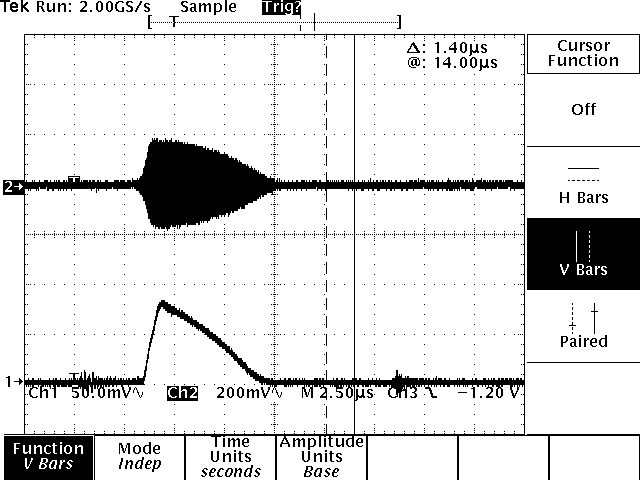 Tek Run: 2.00GS/s Sample Trig?
T
Δ: 1.40µs
@: 14.00µs
Cursor
Function
Off
H Bars
V Bars
Paired
2→
T
1→
T
Ch1 50.0mV∿ Ch2 200mV∿ M 2.50µs Ch3 ⅂ −1.20 V
Function
V Bars
Mode
Indep
Time
Units
seconds
Amplitude
Units
Base